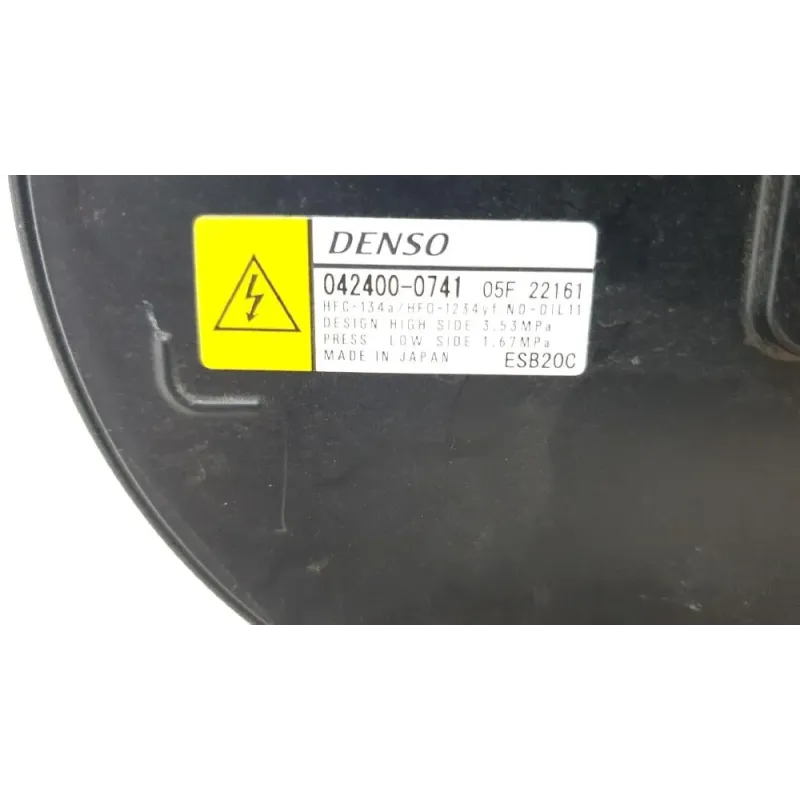 DENSO
042400-0741 05F 22161
HFC-134a/HFO-1234yf ND-OIL11
DESIGN HIGH SIDE 3.53MPa
PRESS LOW SIDE 1.67MPa
MADE IN JAPAN ESB20C